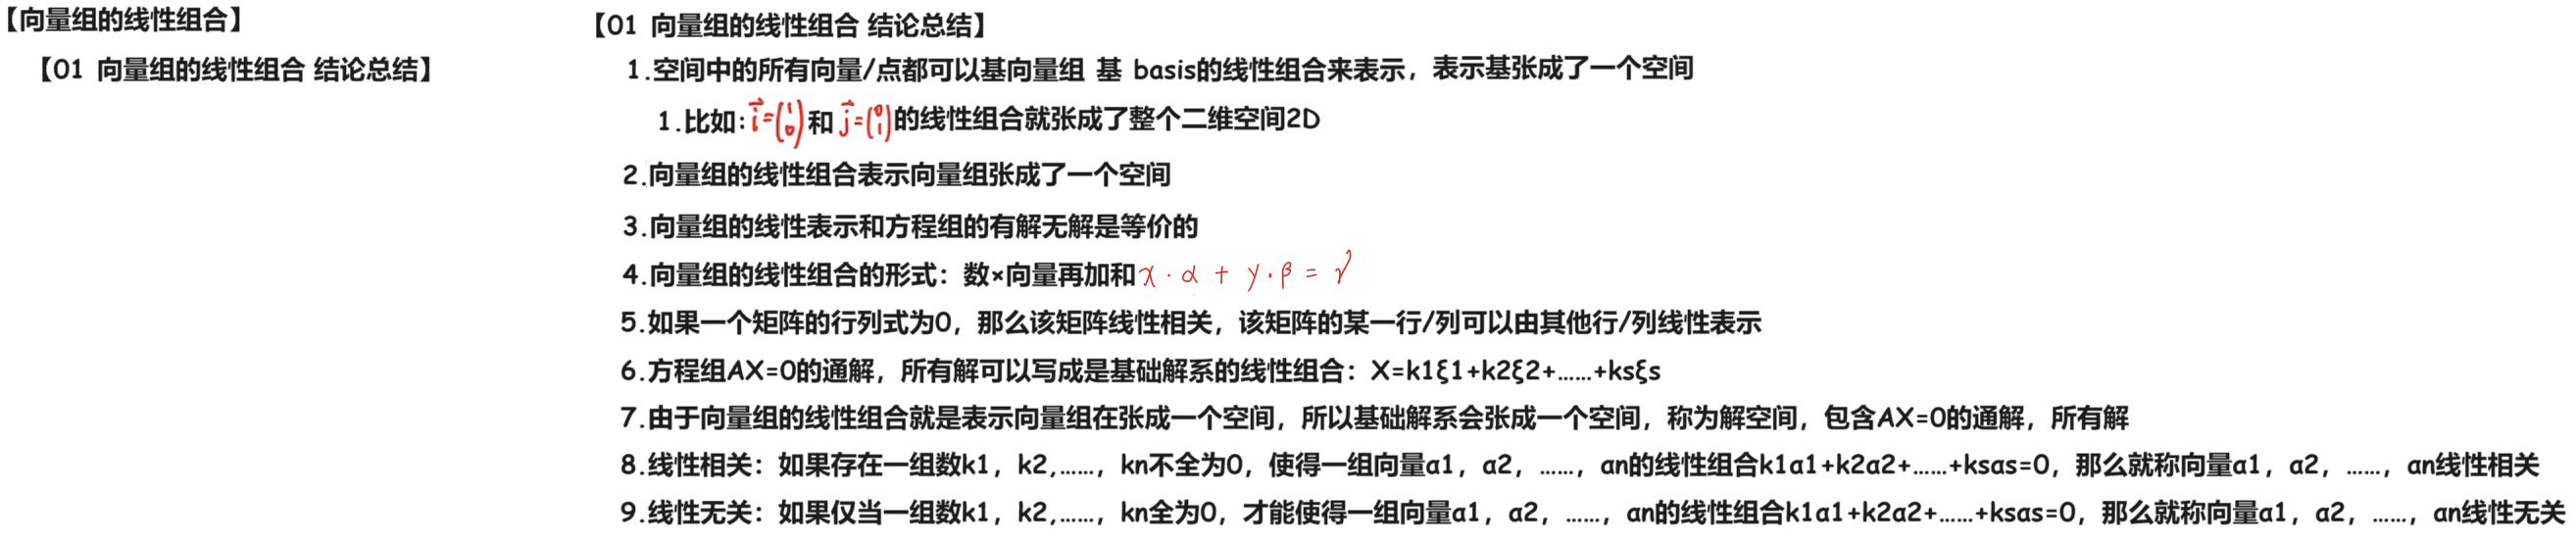 【向量组的线性组合】
【01 向量组的线性组合 结论总结】
【01 向量组的线性组合 结论总结】
1.空间中的所有向量/点都可以基向量组 基 basis的线性组合来表示，表示基张成了一个空间
1.比如：i⃗=(1 0)和 j⃗=(0 1)的线性组合就张成了整个二维空间2D
2.向量组的线性组合表示向量组张成了一个空间
3.向量组的线性表示和方程组的有解无解是等价的
4.向量组的线性组合的形式：数×向量再加和x·α + y·β = γ
5.如果一个矩阵的行列式为0，那么该矩阵线性相关，该矩阵的某一行/列可以由其他行/列线性表示
6.方程组AX=0的通解，所有解可以写成是基础解系的线性组合：X=k1ξ1+k2ξ2+……+ksξs
7.由于向量组的线性组合就是表示向量组在张成一个空间，所以基础解系会张成一个空间，称为解空间，包含AX=0的通解，所有解
8.线性相关：如果存在一组数k1，k2,……，kn不全为0，使得一组向量α1，α2，……，αn的线性组合k1α1+k2α2+……+ksαs=0，那么就称向量α1，α2，……，αn线性相关
9.线性无关：如果仅当一组数k1，k2,……，kn全为0，才能使得一组向量α1，α2，……，αn的线性组合k1α1+k2α2+……+ksαs=0，那么就称向量α1，α2，……，αn线性无关